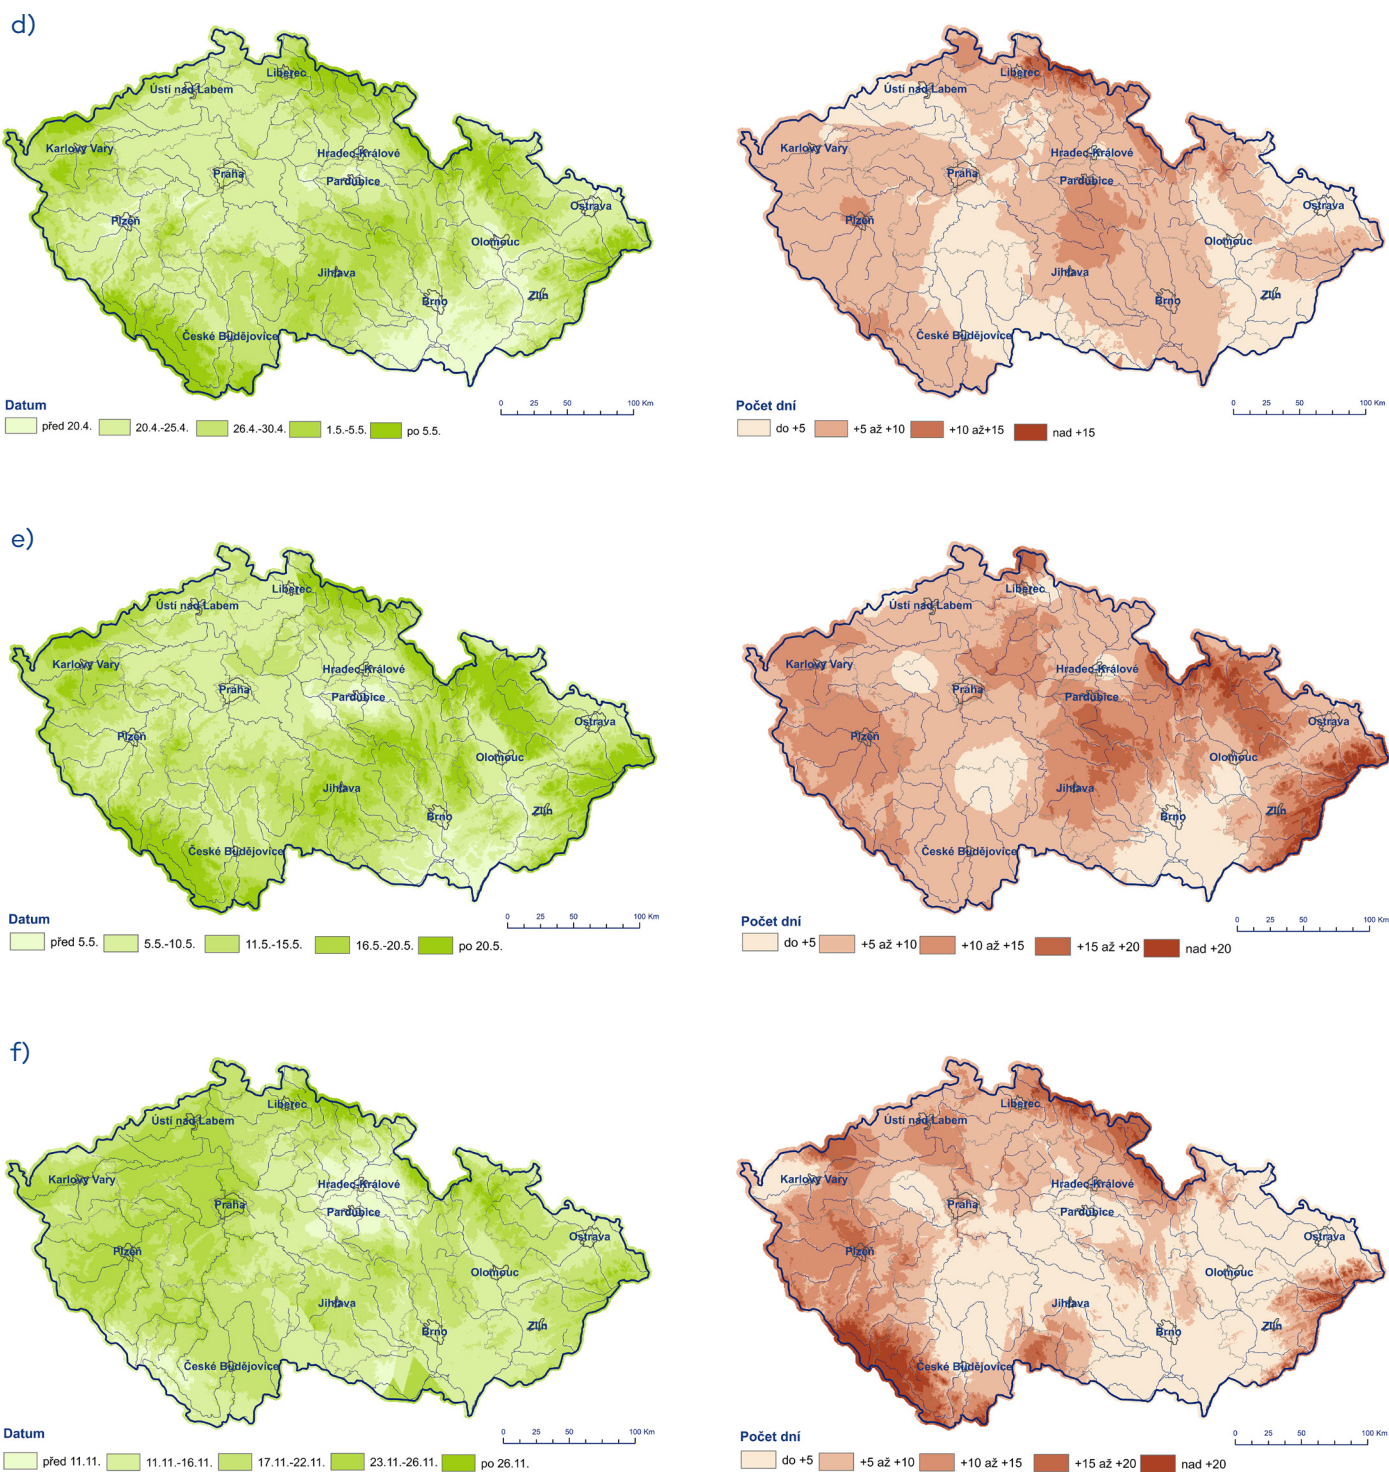 d)
Liberec
Ústí nad Labem
Karlovy Vary
Hradec-Králové
Praha
Pardubice
Plzeň
Ostrava
Olomouc
Jihlava
Brno
Zlín
České Budějovice
Datum
0 25 50 100 Km
před 20.4. 20.4.-25.4. 26.4.-30.4. 1.5.-5.5. po 5.5.
Liberec
Ústí nad Labem
Karlovy Vary
Hradec-Králové
Praha
Pardubice
Plzeň
Ostrava
Olomouc
Jihlava
Brno
Zlín
České Budějovice
Počet dní
0 25 50 100 Km
do +5 +5 až +10 +10 až+15 nad +15
e)
Liberec
Ústí nad Labem
Karlovy Vary
Hradec-Králové
Praha
Pardubice
Plzeň
Ostrava
Olomouc
Jihlava
Brno
Zlín
České Budějovice
Datum
0 25 50 100 Km
před 5.5. 5.5.-10.5. 11.5.-15.5. 16.5.-20.5. po 20.5.
Liberec
Ústí nad Labem
Karlovy Vary
Hradec-Králové
Praha
Pardubice
Plzeň
Ostrava
Olomouc
Jihlava
Brno
Zlín
České Budějovice
Počet dní
0 25 50 100 Km
do +5 +5 až +10 +10 až +15 +15 až +20 nad +20
f)
Liberec
Ústí nad Labem
Karlovy Vary
Hradec-Králové
Praha
Pardubice
Plzeň
Ostrava
Olomouc
Jihlava
Brno
Zlín
České Budějovice
Datum
0 25 50 100 Km
před 11.11. 11.11.-16.11. 17.11.-22.11. 23.11.-26.11. po 26.11.
Liberec
Ústí nad Labem
Karlovy Vary
Hradec-Králové
Praha
Pardubice
Plzeň
Ostrava
Olomouc
Jihlava
Brno
Zlín
České Budějovice
Počet dní
0 25 50 100 Km
do +5 +5 až +10 +10 až +15 +15 až +20 nad +20